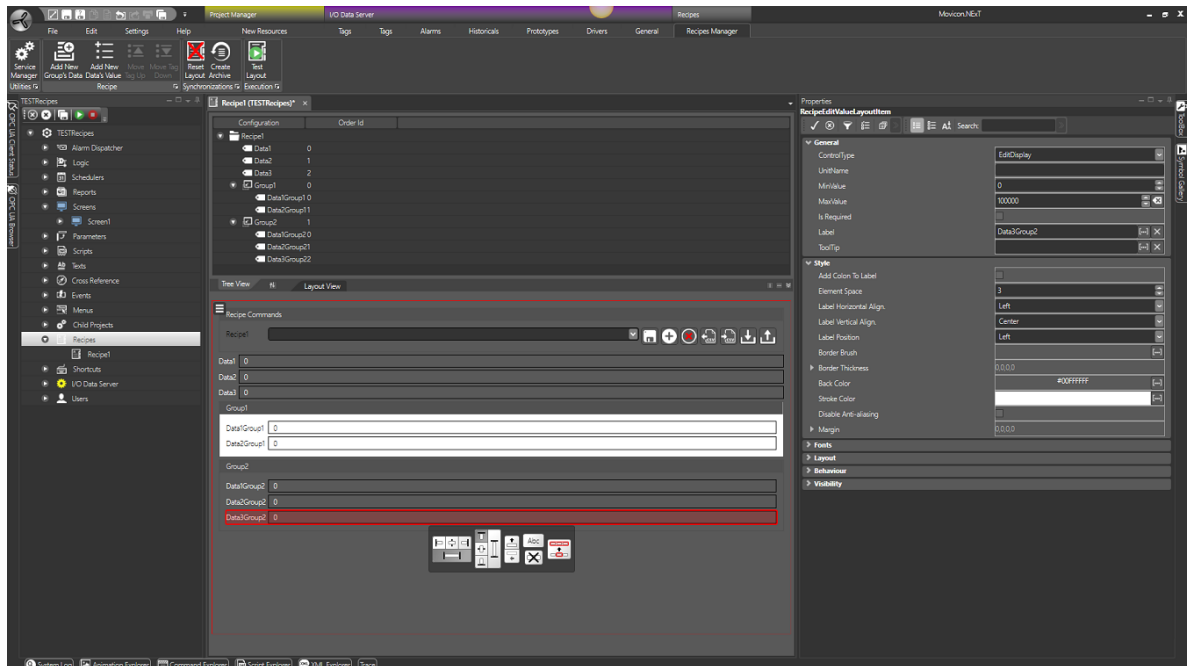 Project Manager
I/O Data Server
Recipes
Movicon.NExT
File Edit Settings Help New Resources Tags Tags Alarms Historicals Prototypes Drivers General Recipes Manager
Service Manager
Add New Group's Data
Add New Data's Value
Move Tag Up
Move Tag Down
Reset Layout
Create Archive
Test Layout
Utilities
Recipe
Synchronizations
Execution
OPC UA Client Status
OPC UA Browser
TESTRecipes
TESTRecipes
Alarm Dispatcher
Logic
Schedulers
Reports
Screens
Screen1
Parameters
Scripts
Texts
Cross Reference
Events
Menus
Child Projects
Recipes
Recipe1
Shortcuts
I/O Data Server
Users
Recipe1 (TESTRecipes)*
Configuration Order Id
Recipe1
Data1 0
Data2 1
Data3 2
Group1 0
Data1Group1 0
Data2Group1 1
Group2 1
Data1Group2 0
Data2Group2 1
Data3Group2 2
Tree View
Layout View
Recipe Commands
Recipe1
Data1 0
Data2 0
Data3 0
Group1
Data1Group1 0
Data2Group1 0
Group2
Data1Group2 0
Data2Group2 0
Data3Group2 0
Abc
Properties
RecipeEditValueLayoutItem
Search:
General
ControlType EditDisplay
UnitName
MinValue 0
MaxValue 100000
Is Required
Label Data3Group2
ToolTip
Style
Add Colon To Label
Element Space 3
Label Horizontal Align. Left
Label Vertical Align. Center
Label Position Left
Border Brush
Border Thickness 0,0,0,0
Back Color #00FFFFFF
Stroke Color
Disable Anti-aliasing
Margin 0,0,0,0
Fonts
Layout
Behaviour
Visibility
ToolBox
Symbol Gallery
System Log Animation Explorer Command Explorer Script Explorer XML Explorer Trace